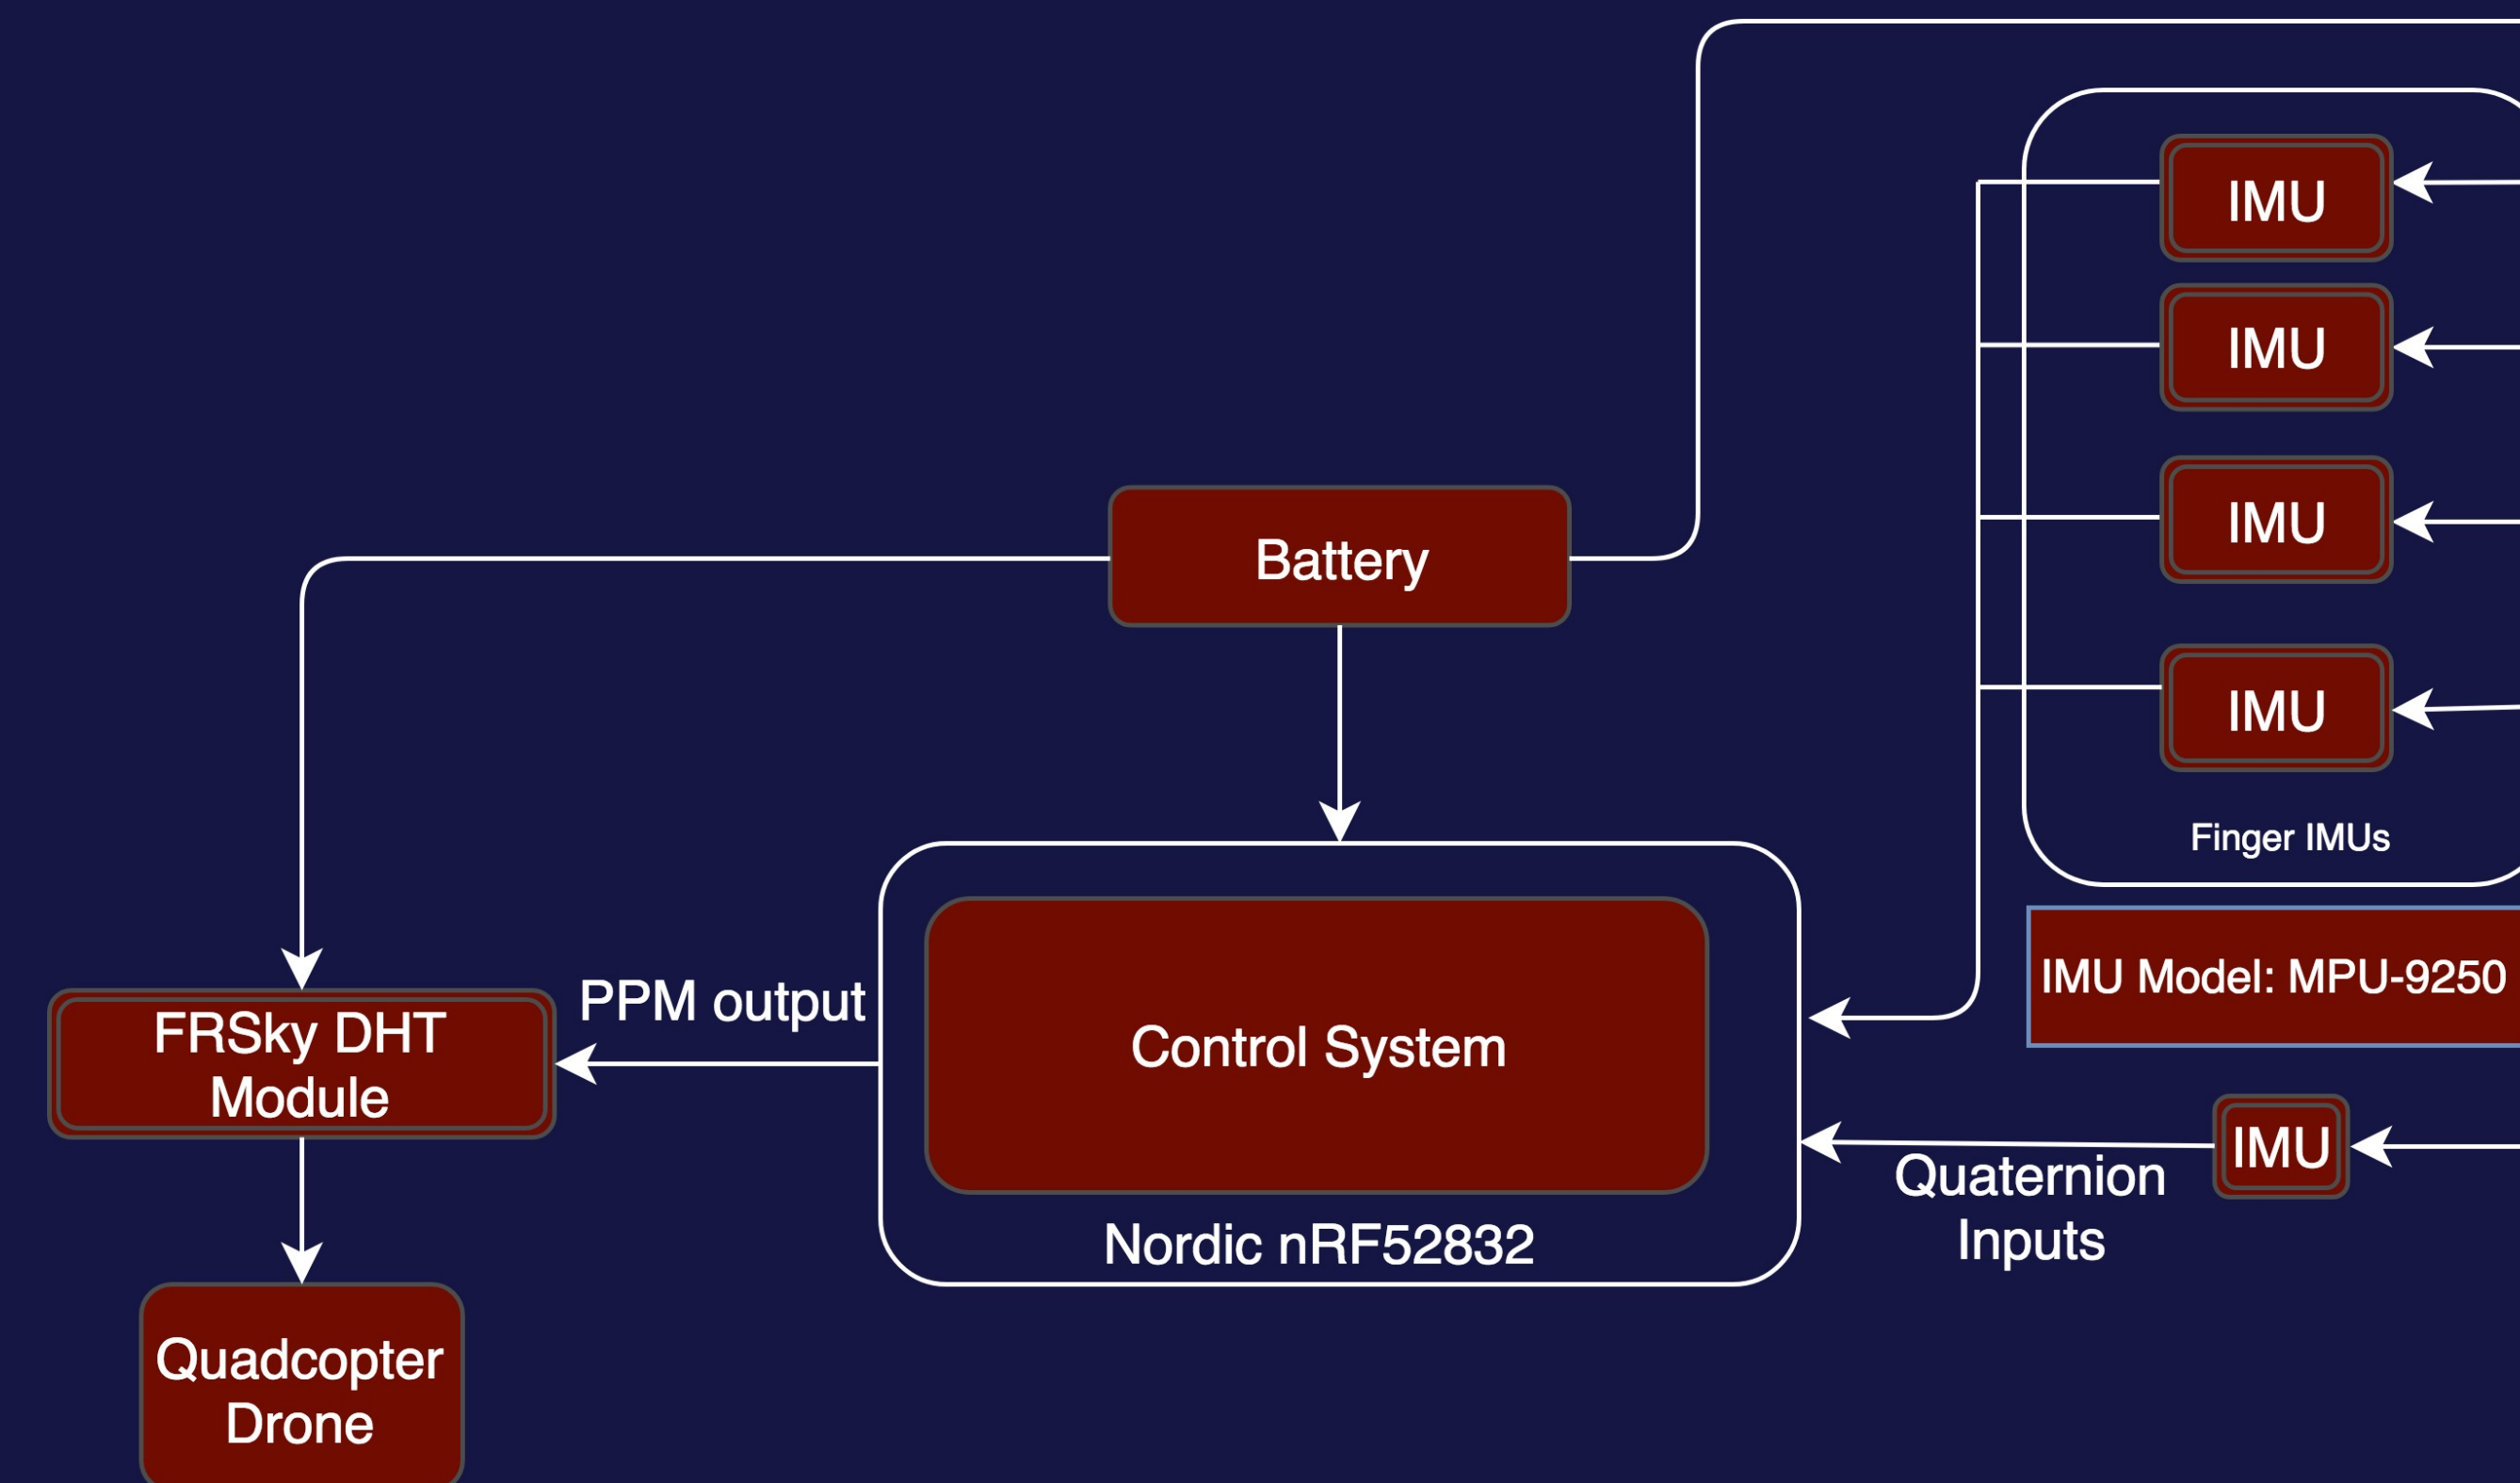 IMU
IMU
IMU
IMU
Finger IMUs
Battery
IMU Model: MPU-9250
PPM output
FRSky DHT
Module
Control System
Nordic nRF52832
IMU
Quaternion
Inputs
Quadcopter
Drone